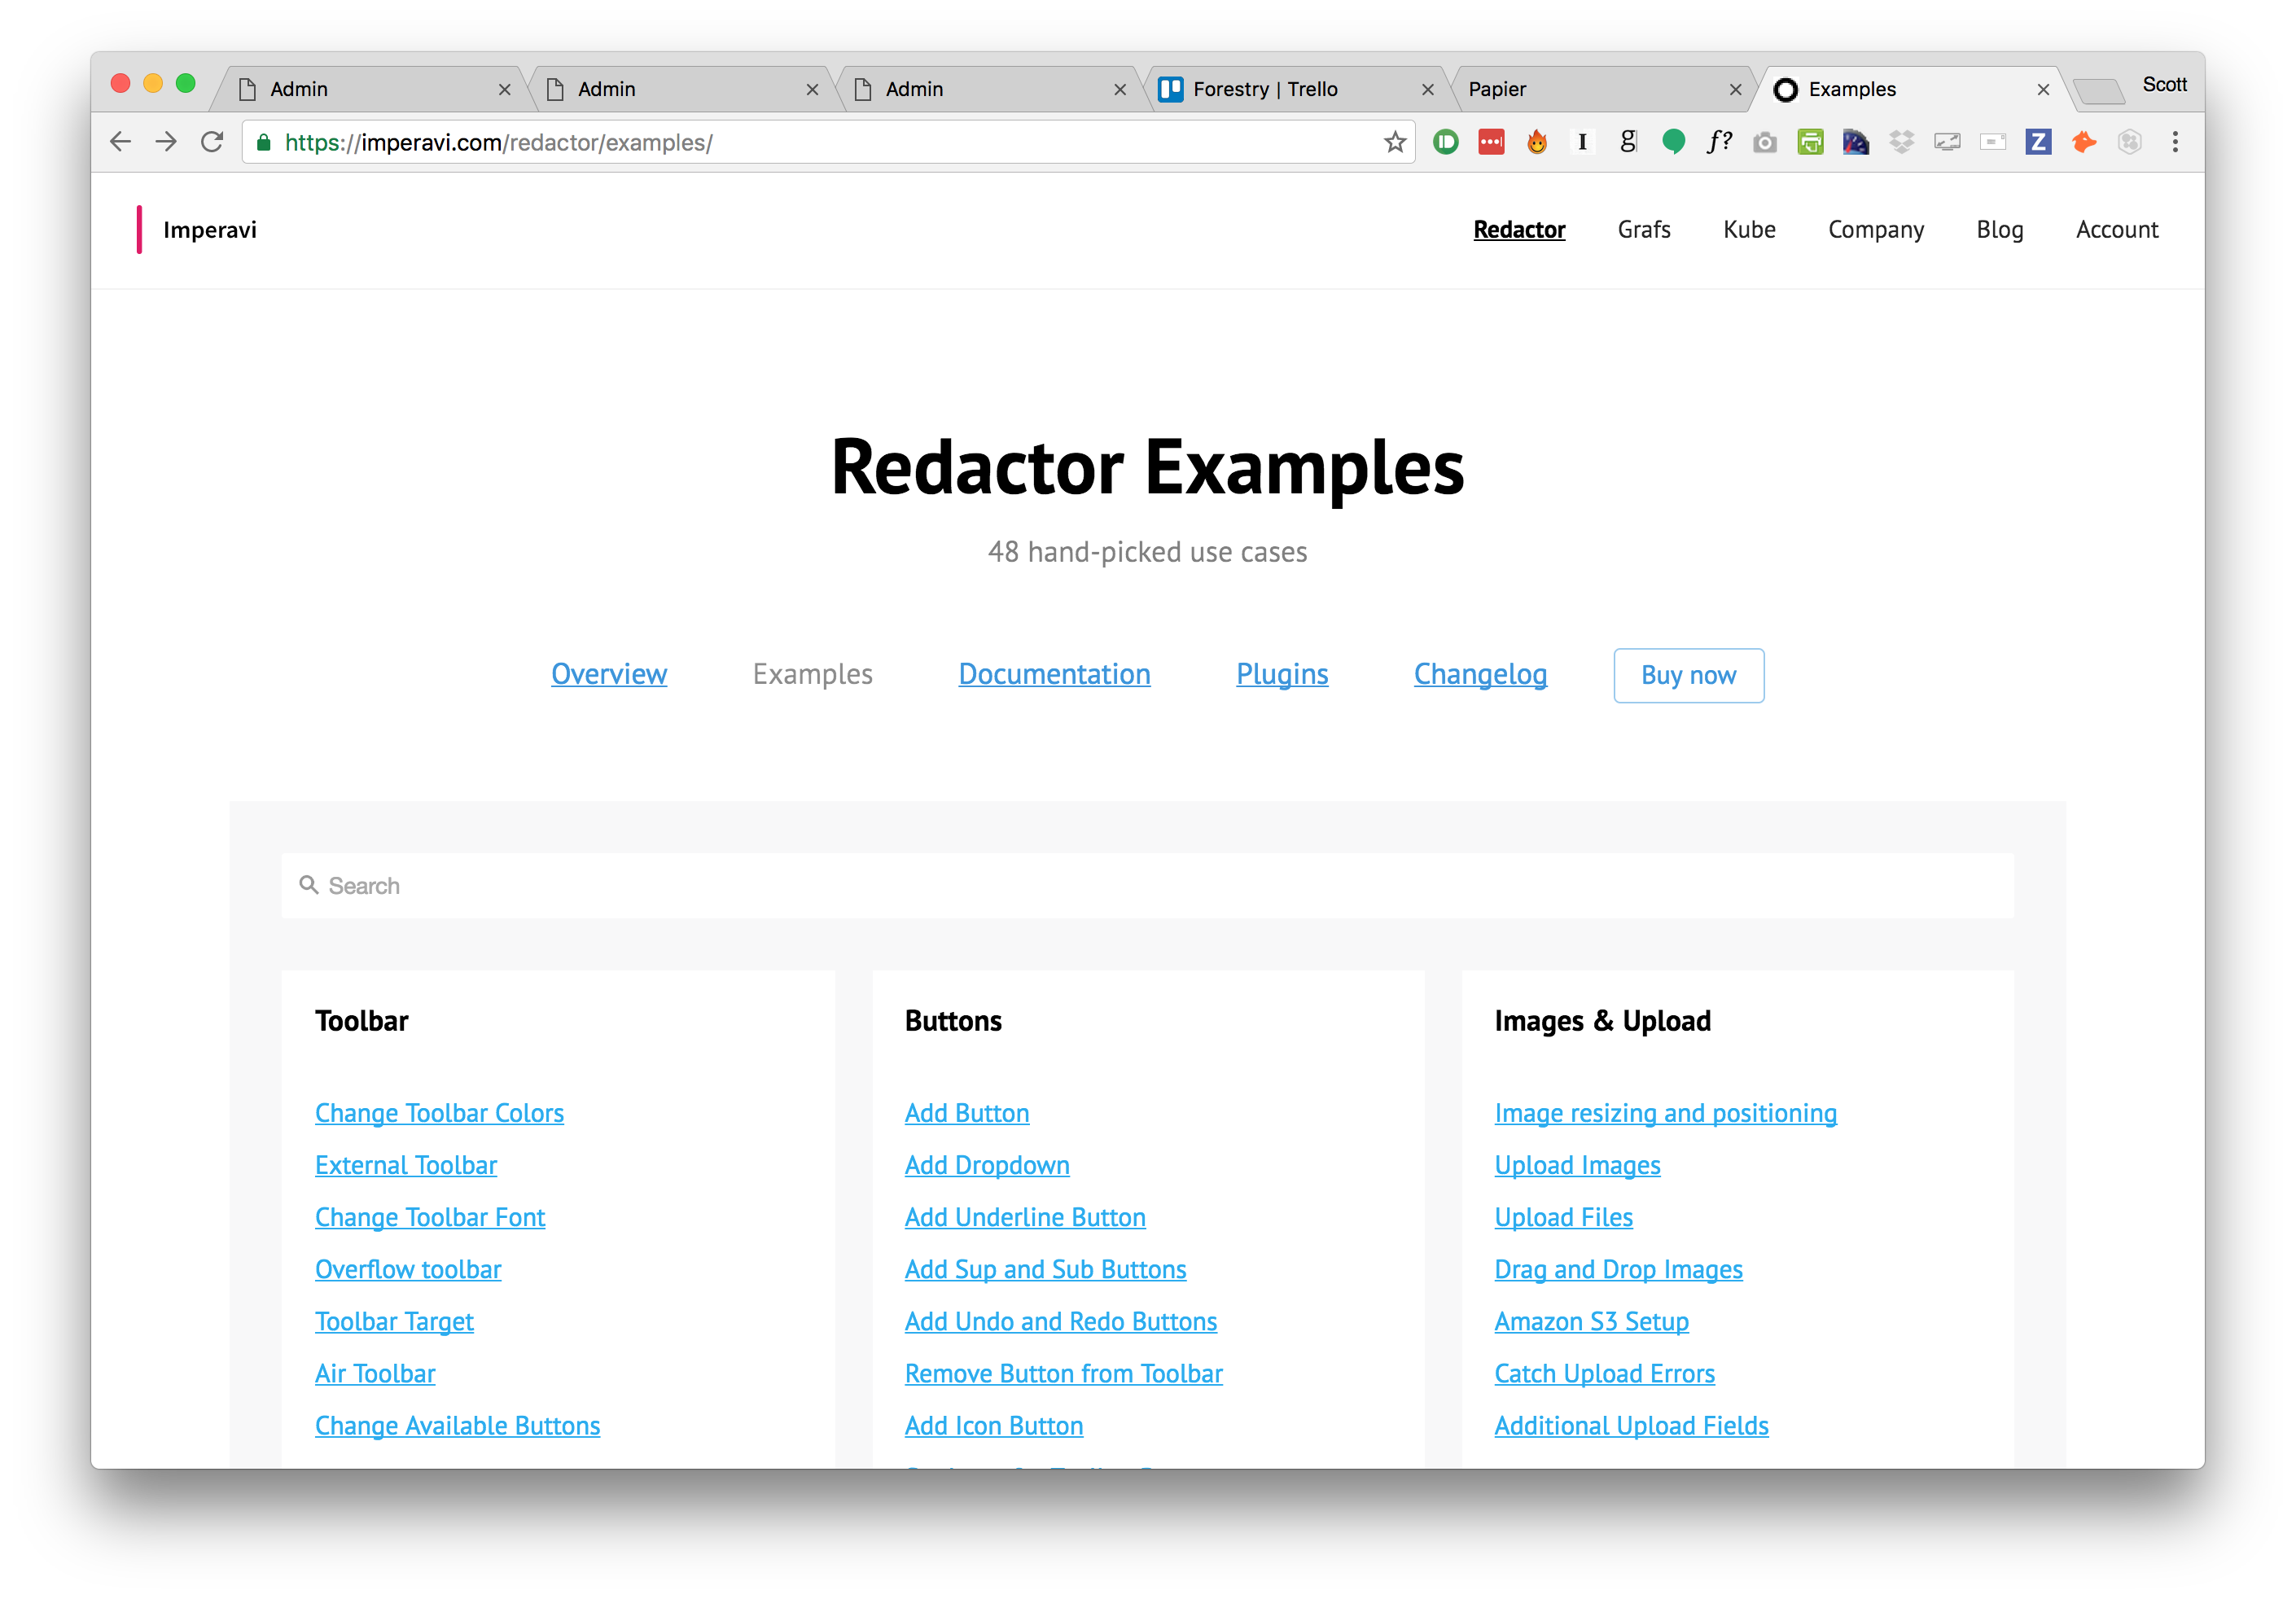 Admin
Admin
Admin
Forestry | Trello
Papier
Examples
Scott
https://imperavi.com/redactor/examples/
Imperavi
Redactor
Grafs
Kube
Company
Blog
Account
Redactor Examples
48 hand-picked use cases
Overview
Examples
Documentation
Plugins
Changelog
Buy now
Search
Toolbar
Change Toolbar Colors
External Toolbar
Change Toolbar Font
Overflow toolbar
Toolbar Target
Air Toolbar
Change Available Buttons
Buttons
Add Button
Add Dropdown
Add Underline Button
Add Sup and Sub Buttons
Add Undo and Redo Buttons
Remove Button from Toolbar
Add Icon Button
Images & Upload
Image resizing and positioning
Upload Images
Upload Files
Drag and Drop Images
Amazon S3 Setup
Catch Upload Errors
Additional Upload Fields